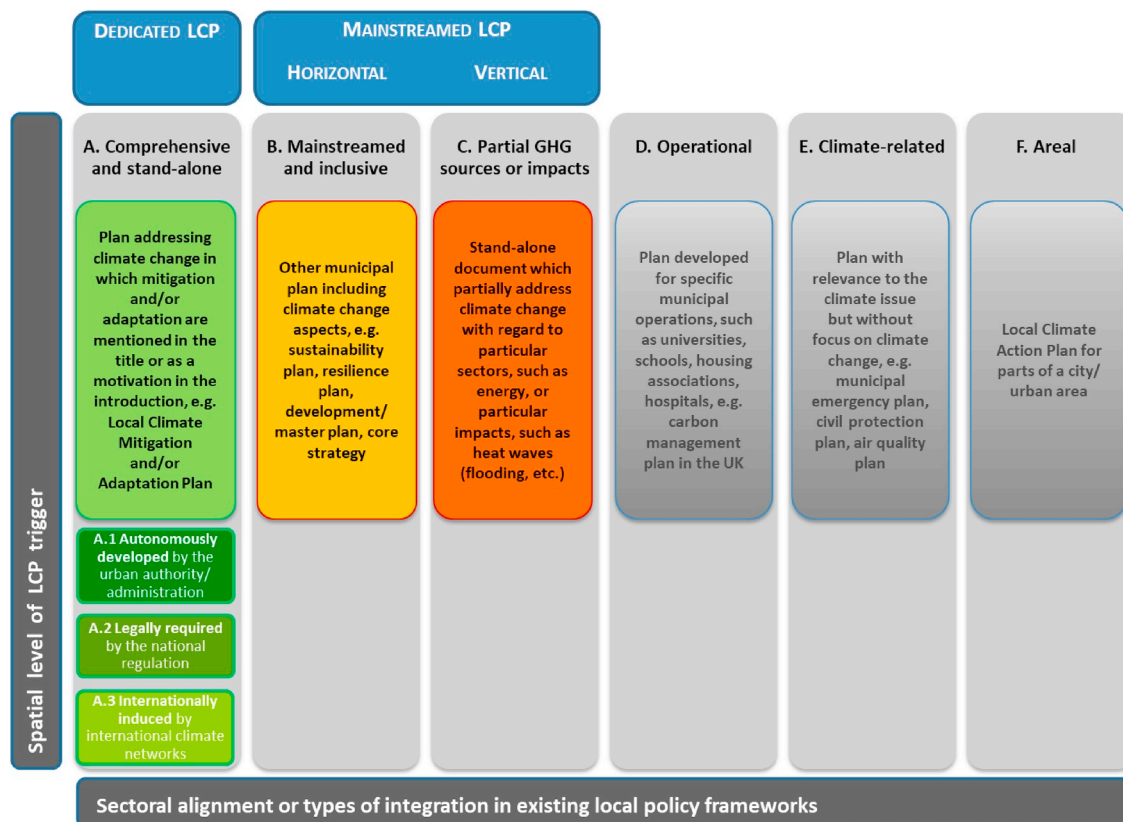 DEDICATED LCP
MAINSTREAMED LCP
HORIZONTAL
VERTICAL
Spatial level of LCP trigger
A. Comprehensive
and stand-alone
Plan addressing
climate change in
which mitigation
and/or
adaptation are
mentioned in the
title or as a
motivation in the
introduction, e.g.
Local Climate
Mitigation
and/or
Adaptation Plan
A.1 Autonomously
developed by the
urban authority/
administration
A.2 Legally required
by the national
regulation
A.3 Internationally
induced by
international climate
networks
B. Mainstreamed
and inclusive
Other municipal
plan including
climate change
aspects, e.g.
sustainability
plan, resilience
plan,
development/
master plan, core
strategy
C. Partial GHG
sources or impacts
Stand-alone
document which
partially address
climate change
with regard to
particular
sectors, such as
energy, or
particular
impacts, such as
heat waves
(flooding, etc.)
D. Operational
Plan developed
for specific
municipal
operations, such
as universities,
schools, housing
associations,
hospitals, e.g.
carbon
management
plan in the UK
E. Climate-related
Plan with
relevance to the
climate issue
but without
focus on climate
change, e.g.
municipal
emergency plan,
civil protection
plan, air quality
plan
F. Areal
Local Climate
Action Plan for
parts of a city/
urban area
Sectoral alignment or types of integration in existing local policy frameworks